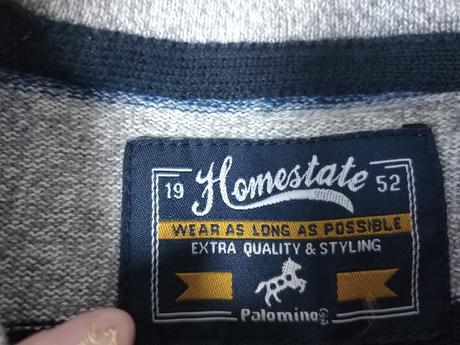 19 Homestate 52
WEAR AS LONG AS POSSIBLE
EXTRA QUALITY & STYLING
Palomino